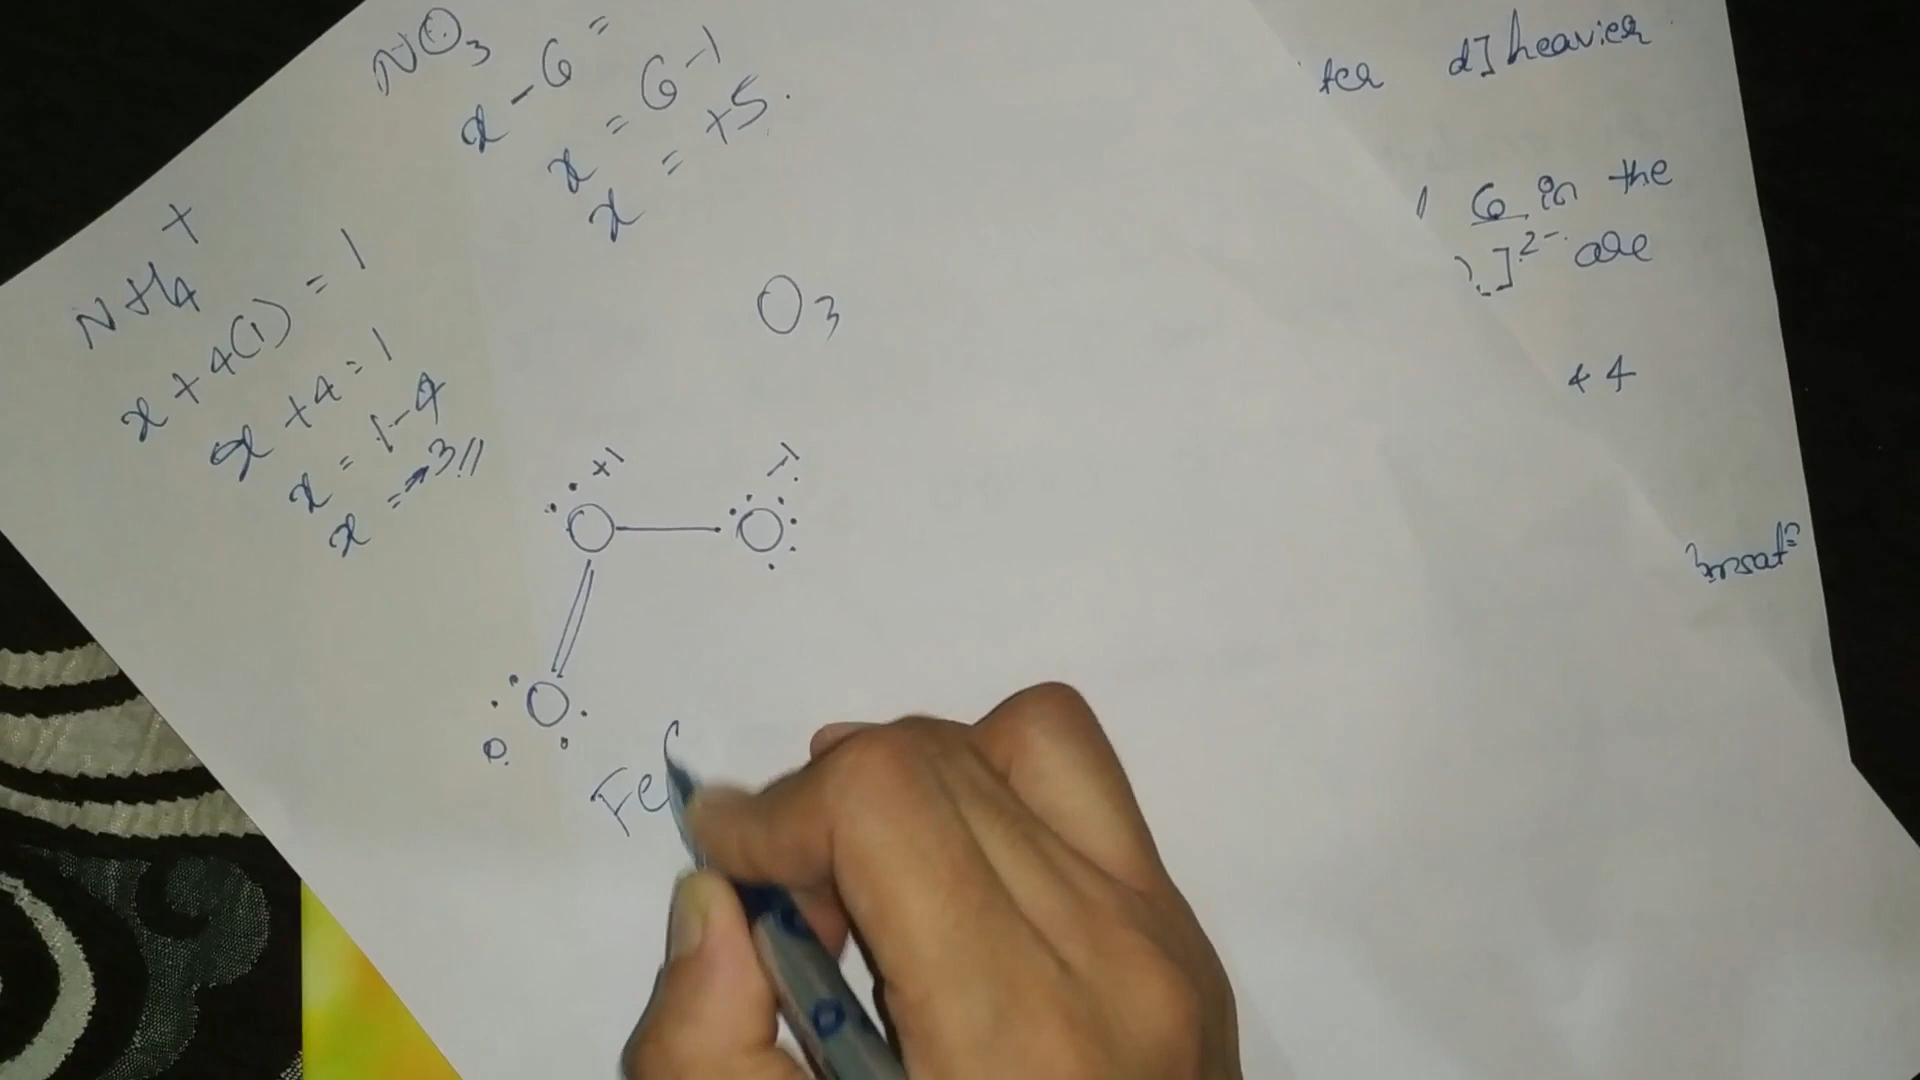 NO3
x - 6 =
x = 6 - 1
x = +5.
NH4+
x + 4(1) = 1
x + 4 = 1
x = 1 - 4
x = -3//
O3
+1
-1
O
O
O
Fe
d] heavier
6 in the
]2- are
+4